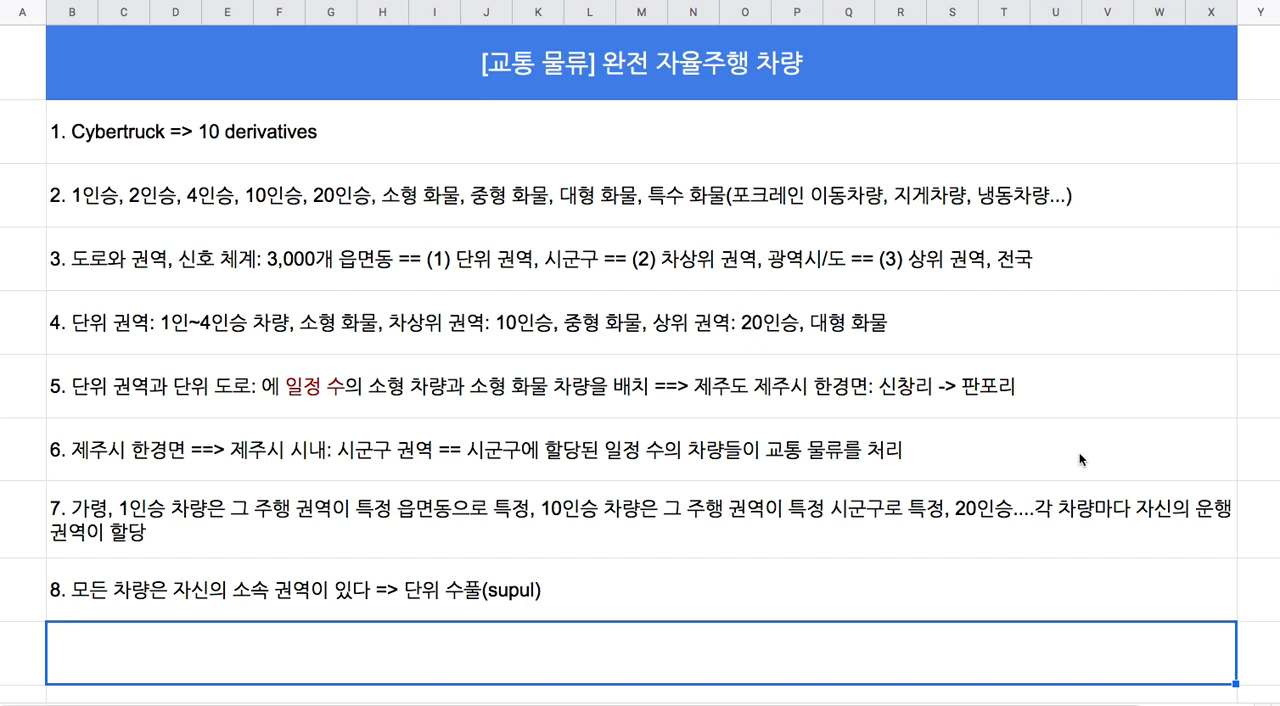 A B C D E F G H I J K L M N O P Q R S T U V W X Y
[교통 물류] 완전 자율주행 차량
1. Cybertruck => 10 derivatives
2. 1인승, 2인승, 4인승, 10인승, 20인승, 소형 화물, 중형 화물, 대형 화물, 특수 화물(포크레인 이동차량, 지게차량, 냉동차량...)
3. 도로와 권역, 신호 체계: 3,000개 읍면동 == (1) 단위 권역, 시군구 == (2) 차상위 권역, 광역시/도 == (3) 상위 권역, 전국
4. 단위 권역: 1인~4인승 차량, 소형 화물, 차상위 권역: 10인승, 중형 화물, 상위 권역: 20인승, 대형 화물
5. 단위 권역과 단위 도로: 에 일정 수의 소형 차량과 소형 화물 차량을 배치 ==> 제주도 제주시 한경면: 신창리 -> 판포리
6. 제주시 한경면 ==> 제주시 시내: 시군구 권역 == 시군구에 할당된 일정 수의 차량들이 교통 물류를 처리
7. 가령, 1인승 차량은 그 주행 권역이 특정 읍면동으로 특정, 10인승 차량은 그 주행 권역이 특정 시군구로 특정, 20인승....각 차량마다 자신의 운행
권역이 할당
8. 모든 차량은 자신의 소속 권역이 있다 => 단위 수풀(supul)